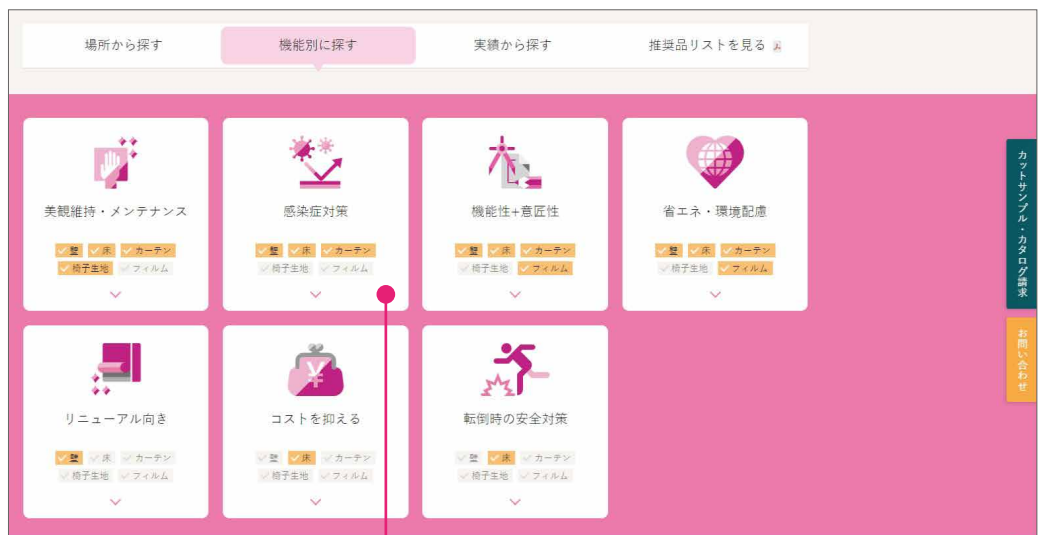 場所から探す 機能別に探す 実績から探す 推奨品リストを見る
美観維持・メンテナンス
壁 床 カーテン
椅子生地 フィルム
感染症対策
壁 床 カーテン
椅子生地 フィルム
機能性+意匠性
壁 床 カーテン
椅子生地 フィルム
省エネ・環境配慮
壁 床 カーテン
椅子生地 フィルム
リニューアル向き
壁 床 カーテン
椅子生地 フィルム
コストを抑える
¥
壁 床 カーテン
椅子生地 フィルム
転倒時の安全対策
壁 床 カーテン
椅子生地 フィルム
カットサンプル・カタログ請求
お問い合わせ